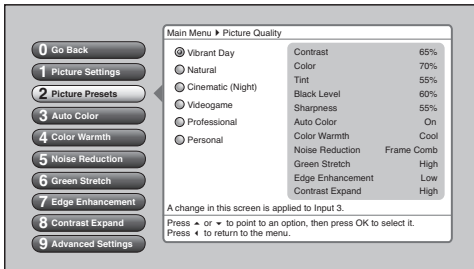 0 Go Back
1 Picture Settings
2 Picture Presets
3 Auto Color
4 Color Warmth
5 Noise Reduction
6 Green Stretch
7 Edge Enhancement
8 Contrast Expand
9 Advanced Settings
Main Menu ▶ Picture Quality
Vibrant Day
Natural
Cinematic (Night)
Videogame
Professional
Personal
Contrast 65%
Color 70%
Tint 55%
Black Level 60%
Sharpness 55%
Auto Color On
Color Warmth Cool
Noise Reduction Frame Comb
Green Stretch High
Edge Enhancement Low
Contrast Expand High
A change in this screen is applied to Input 3.
Press ▲ or ▼ to point to an option, then press OK to select it.
Press ◀ to return to the menu.